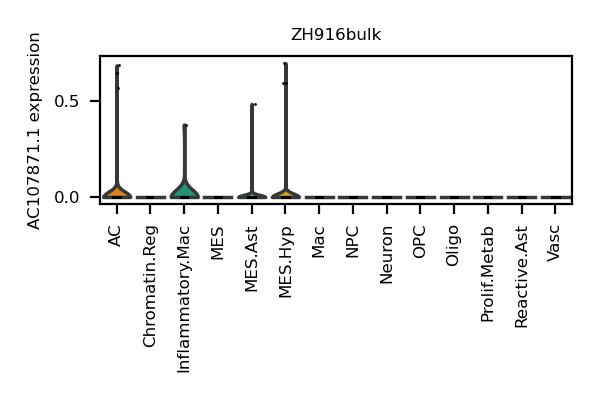 ZH916bulk
AC107871.1 expression
0.5
0.0
AC
Chromatin.Reg
Inflammatory.Mac
MES
MES.Ast
MES.Hyp
Mac
NPC
Neuron
OPC
Oligo
Prolif.Metab
Reactive.Ast
Vasc